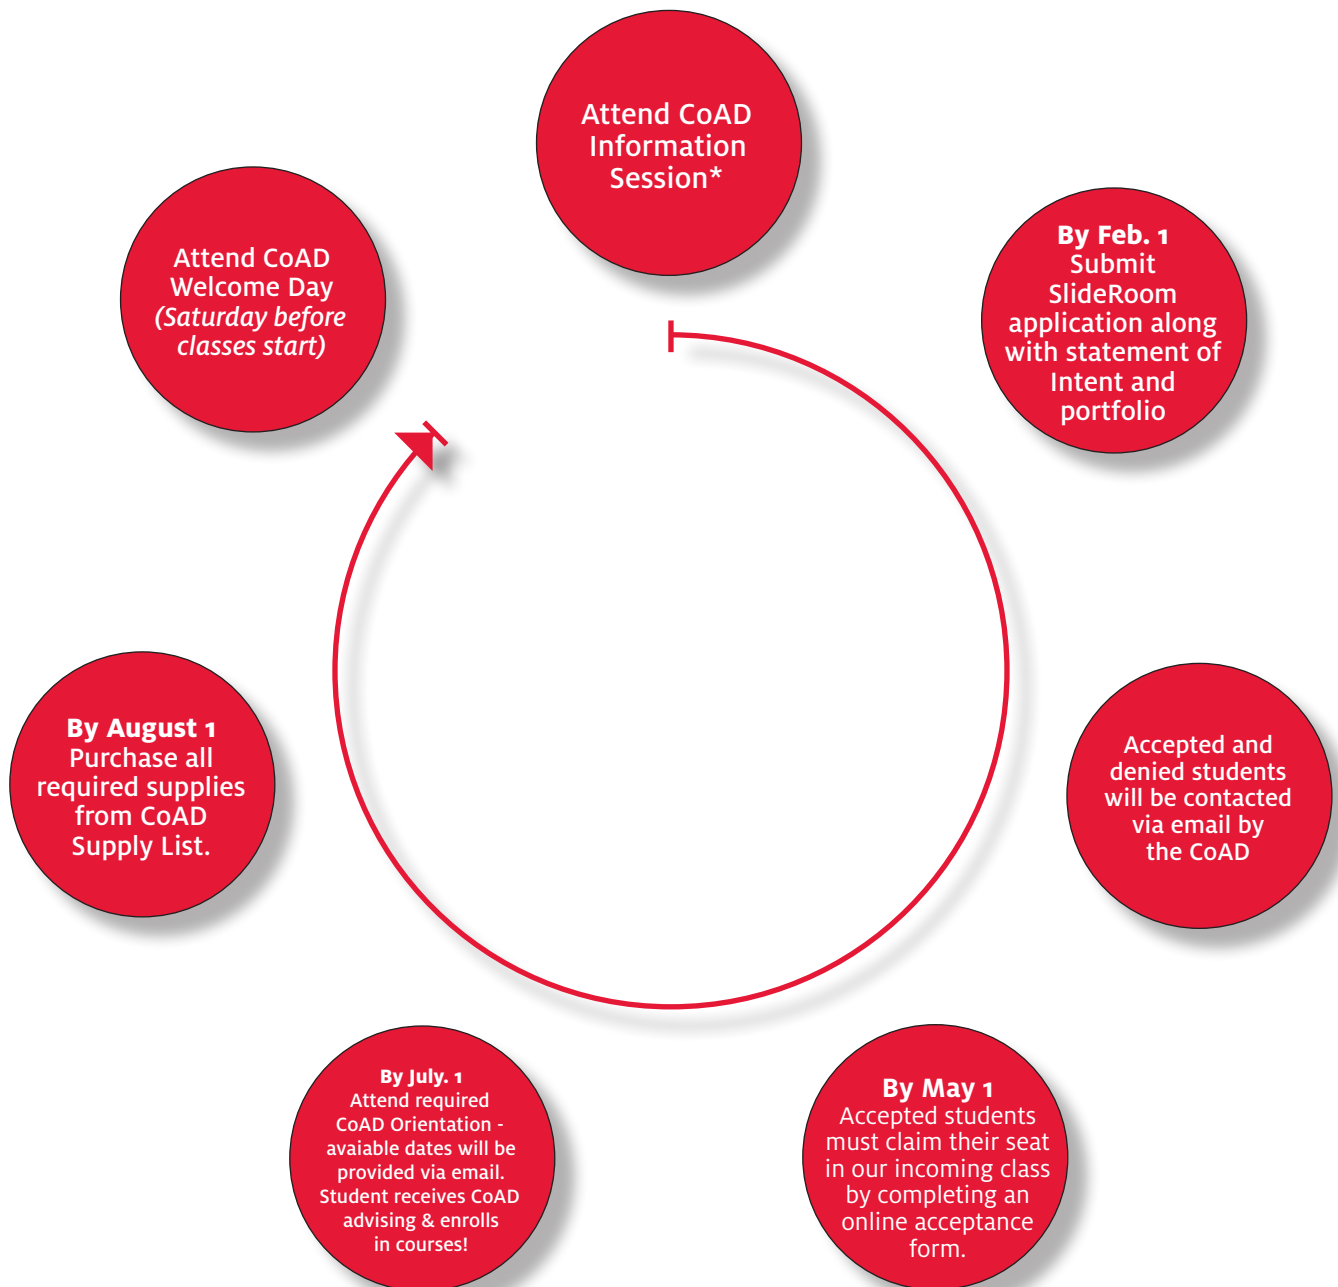 Attend CoAD
Information
Session*
By Feb. 1
Submit
SlideRoom
application along
with statement of
Intent and
portfolio
Accepted and
denied students
will be contacted
via email by
the CoAD
By May 1
Accepted students
must claim their seat
in our incoming class
by completing an
online acceptance
form.
By July. 1
Attend required
CoAD Orientation -
avaiable dates will be
provided via email.
Student receives CoAD
advising & enrolls
in courses!
By August 1
Purchase all
required supplies
from CoAD
Supply List.
Attend CoAD
Welcome Day
(Saturday before
classes start)